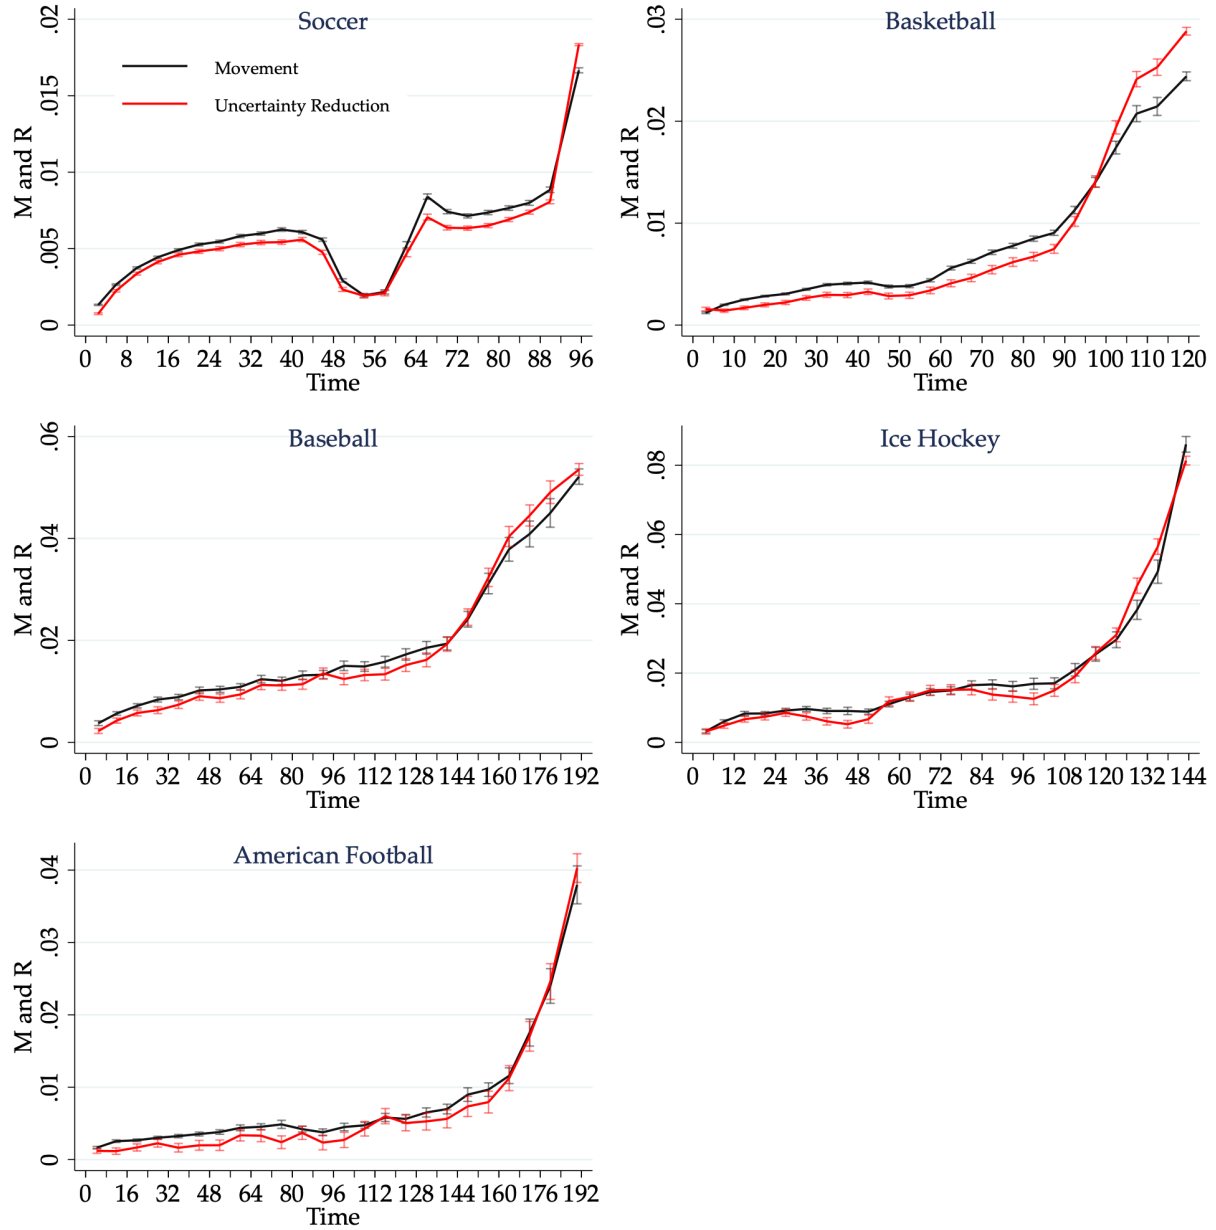 Soccer
Movement
Uncertainty Reduction
M and R
0 .005 .01 .015 .02
0 8 16 24 32 40 48 56 64 72 80 88 96
Time
Basketball
M and R
0 .01 .02 .03
0 10 20 30 40 50 60 70 80 90 100 110 120
Time
Baseball
M and R
0 .02 .04 .06
0 16 32 48 64 80 96 112 128 144 160 176 192
Time
Ice Hockey
M and R
0 .02 .04 .06 .08
0 12 24 36 48 60 72 84 96 108 120 132 144
Time
American Football
M and R
0 .01 .02 .03 .04
0 16 32 48 64 80 96 112 128 144 160 176 192
Time